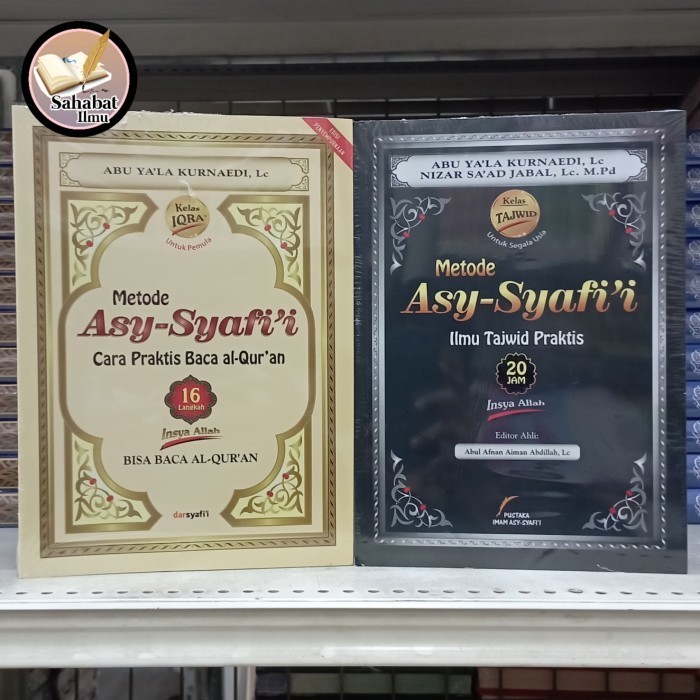 Sahabat
Ilmu
EDISI
PENYEMPURNAAN
ABU YA'LA KURNAEDI, Lc
Kelas
IQRA'
Untuk Pemula
Metode
Asy-Syafi'i
Cara Praktis Baca al-Qur'an
16
Langkah
Insya Allah
BISA BACA AL-QUR'AN
darsyafi'i
ABU YA'LA KURNAEDI, Lc
NIZAR SA'AD JABAL, Lc. M.Pd
Kelas
TAJWID
Untuk Segala Usia
Metode
Asy-Syafi'i
Ilmu Tajwid Praktis
20
JAM
Insya Allah
Editor Ahli:
Abul Afnan Aiman Abdillah, Lc
PUSTAKA
IMAM ASY-SYAFI'I